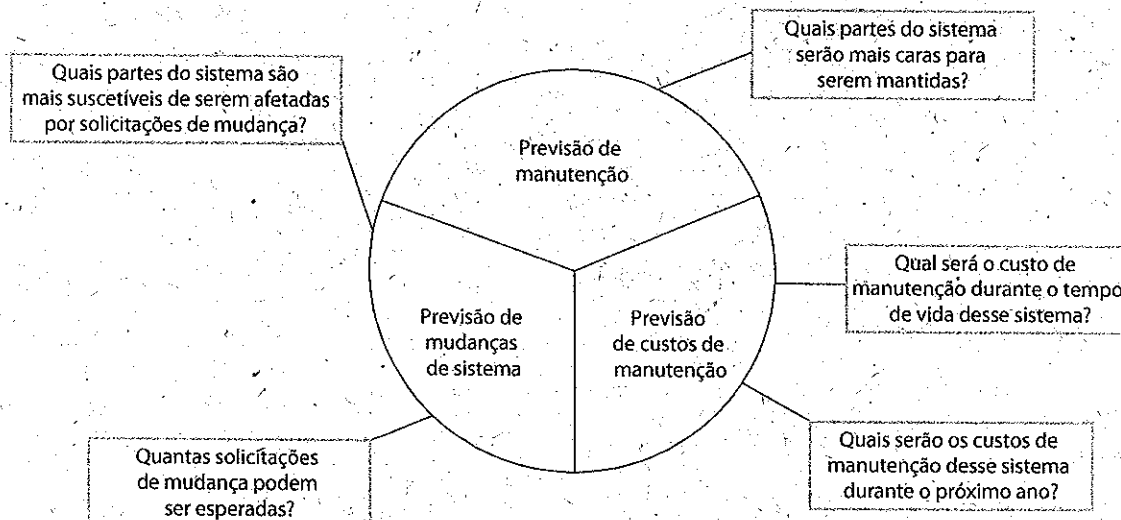 Quais partes do sistema
serão mais caras para
serem mantidas?
Quais partes do sistema são
mais suscetíveis de serem afetadas
por solicitações de mudança?
Previsão de
manutenção
Qual será o custo de
manutenção durante o tempo
de vida desse sistema?
Previsão de
mudanças
de sistema
Previsão
de custos de
manutenção
Quantas solicitações
de mudança podem
ser esperadas?
Quais serão os custos de
manutenção desse sistema
durante o próximo ano?